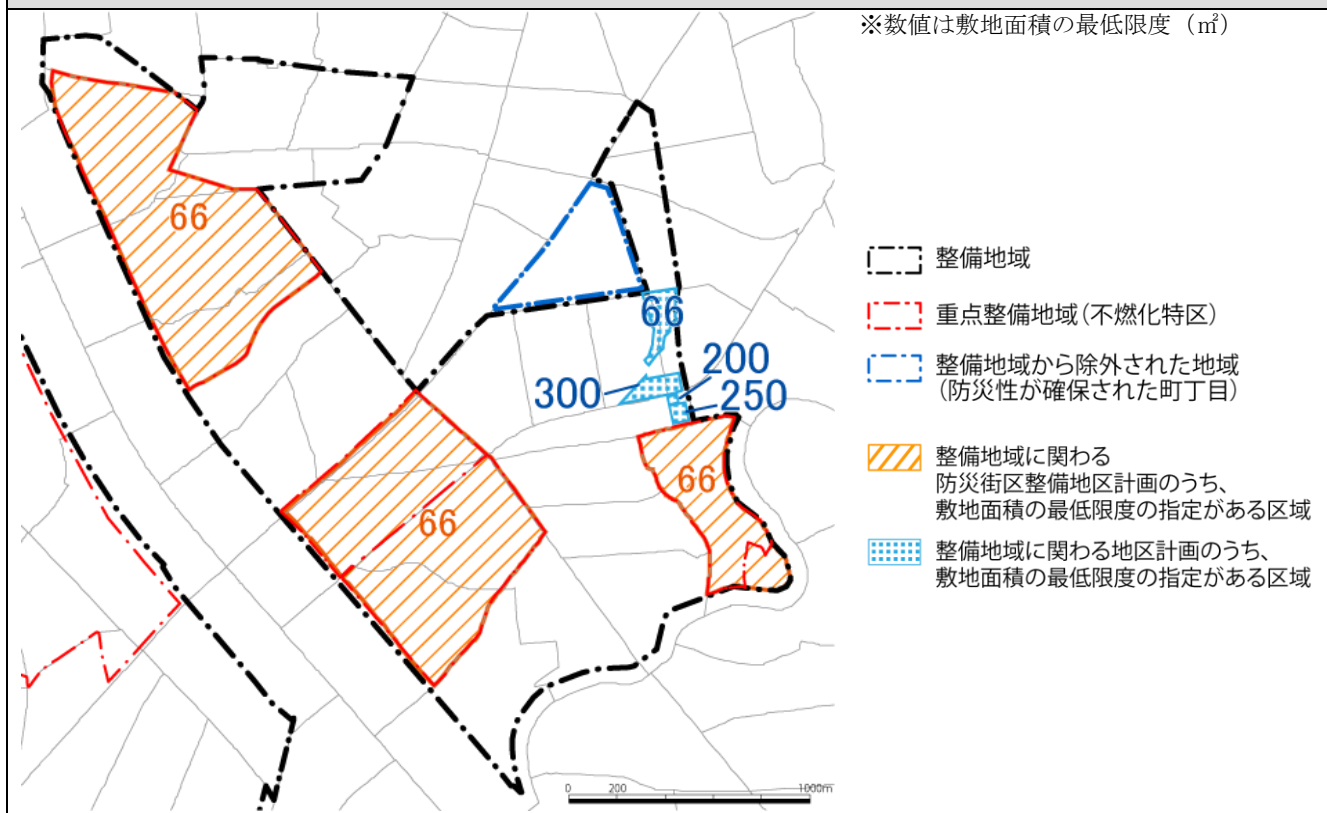 ※数値は敷地面積の最低限度（㎡）
66
66
300
200
250
66
66
整備地域
重点整備地域（不燃化特区）
整備地域から除外された地域
（防災性が確保された町丁目）
整備地域に関わる
防災街区整備地区計画のうち、
敷地面積の最低限度の指定がある区域
整備地域に関わる地区計画のうち、
敷地面積の最低限度の指定がある区域
0 200 1000m